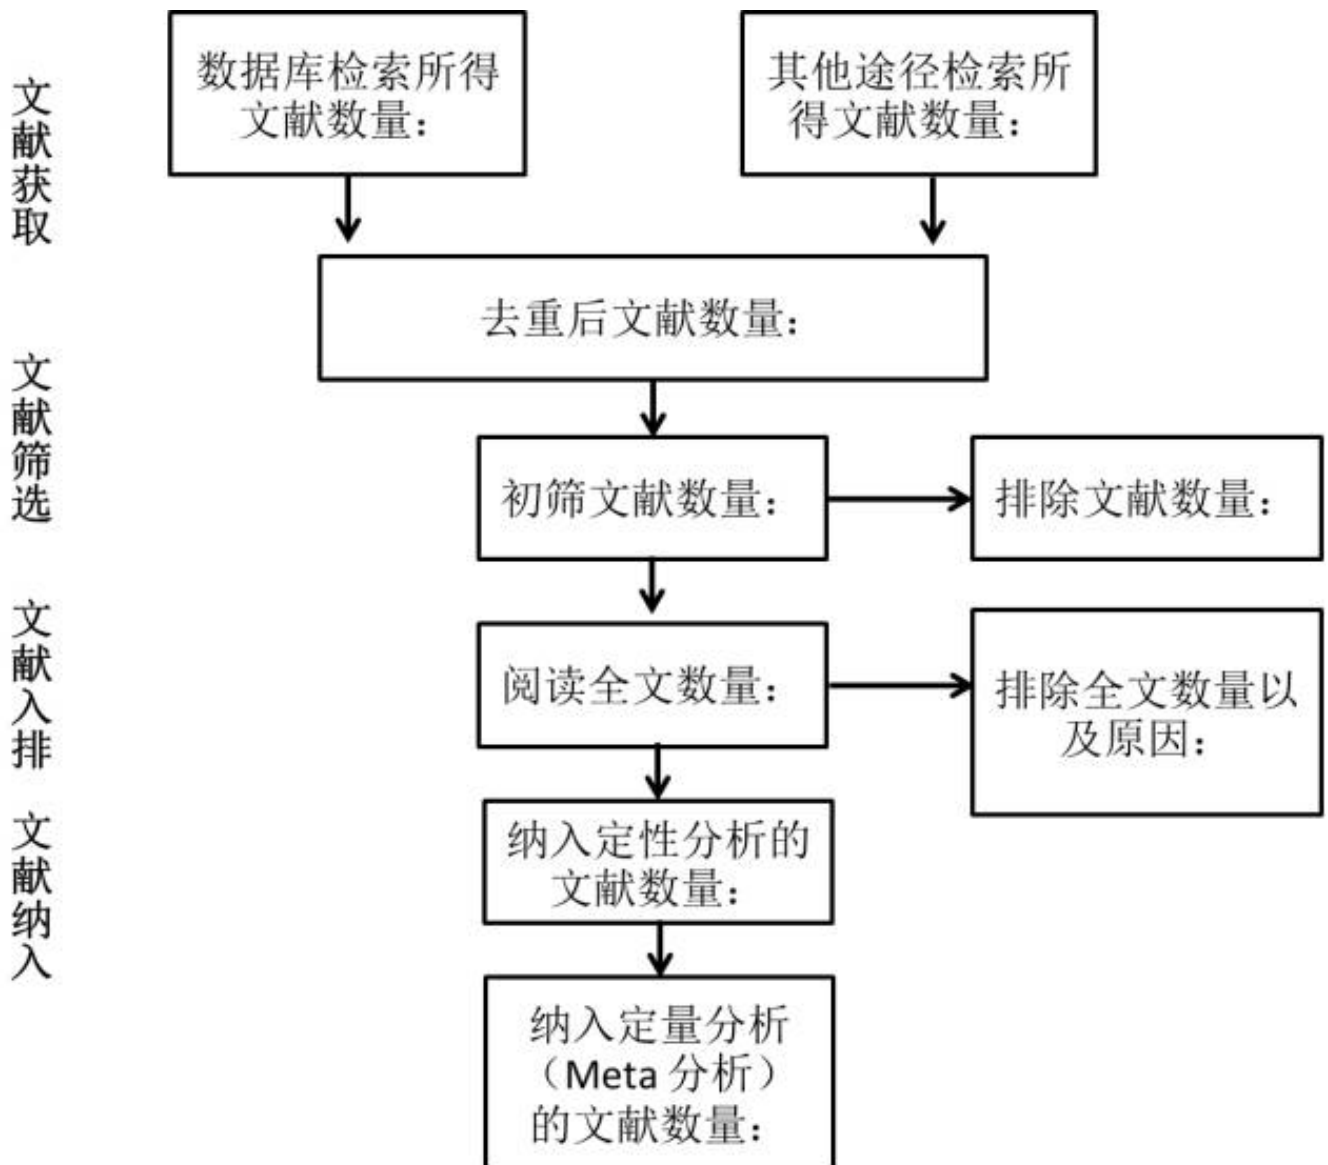 文献获取
数据库检索所得
文献数量：
其他途径检索所
得文献数量：
去重后文献数量：
文献筛选
初筛文献数量：
排除文献数量：
文献入排
阅读全文数量：
排除全文数量以
及原因：
文献纳入
纳入定性分析的
文献数量：
纳入定量分析
（Meta 分析）
的文献数量：